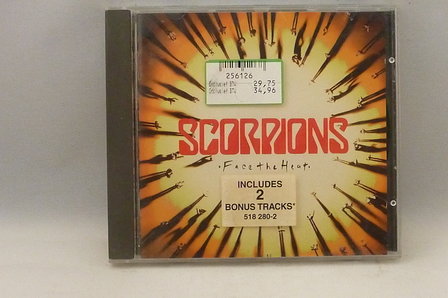 256126
29,75
34,96
SCORPIONS
• Face the Heat •
INCLUDES
2
BONUS TRACKS*
518 280-2